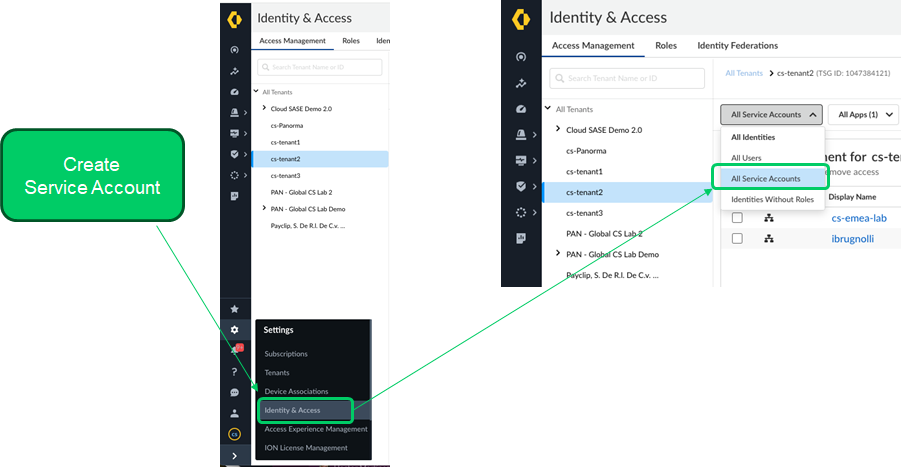 Create
Service Account
Identity & Access
Access Management Roles Iden
Search Tenant Name or ID
All Tenants
Cloud SASE Demo 2.0
cs-Panorma
cs-tenant1
cs-tenant2
cs-tenant3
PAN - Global CS Lab 2
PAN - Global CS Lab Demo
Payclip, S. De R.I. De C.v. ...
Settings
Subscriptions
Tenants
Device Associations
Identity & Access
Access Experience Management
ION License Management
CS
Identity & Access
Access Management Roles Identity Federations
Search Tenant Name or ID
All Tenants
Cloud SASE Demo 2.0
cs-Panorma
cs-tenant1
cs-tenant2
cs-tenant3
PAN - Global CS Lab 2
PAN - Global CS Lab Demo
Payclip, S. De R.I. De C.v. ...
All Tenants > cs-tenant2 (TSG ID: 1047384121)
All Service Accounts All Apps (1)
All Identities
All Users
All Service Accounts
Identities Without Roles
ent for cs-te
move access
Display Name
cs-emea-lab
ibrugnolli